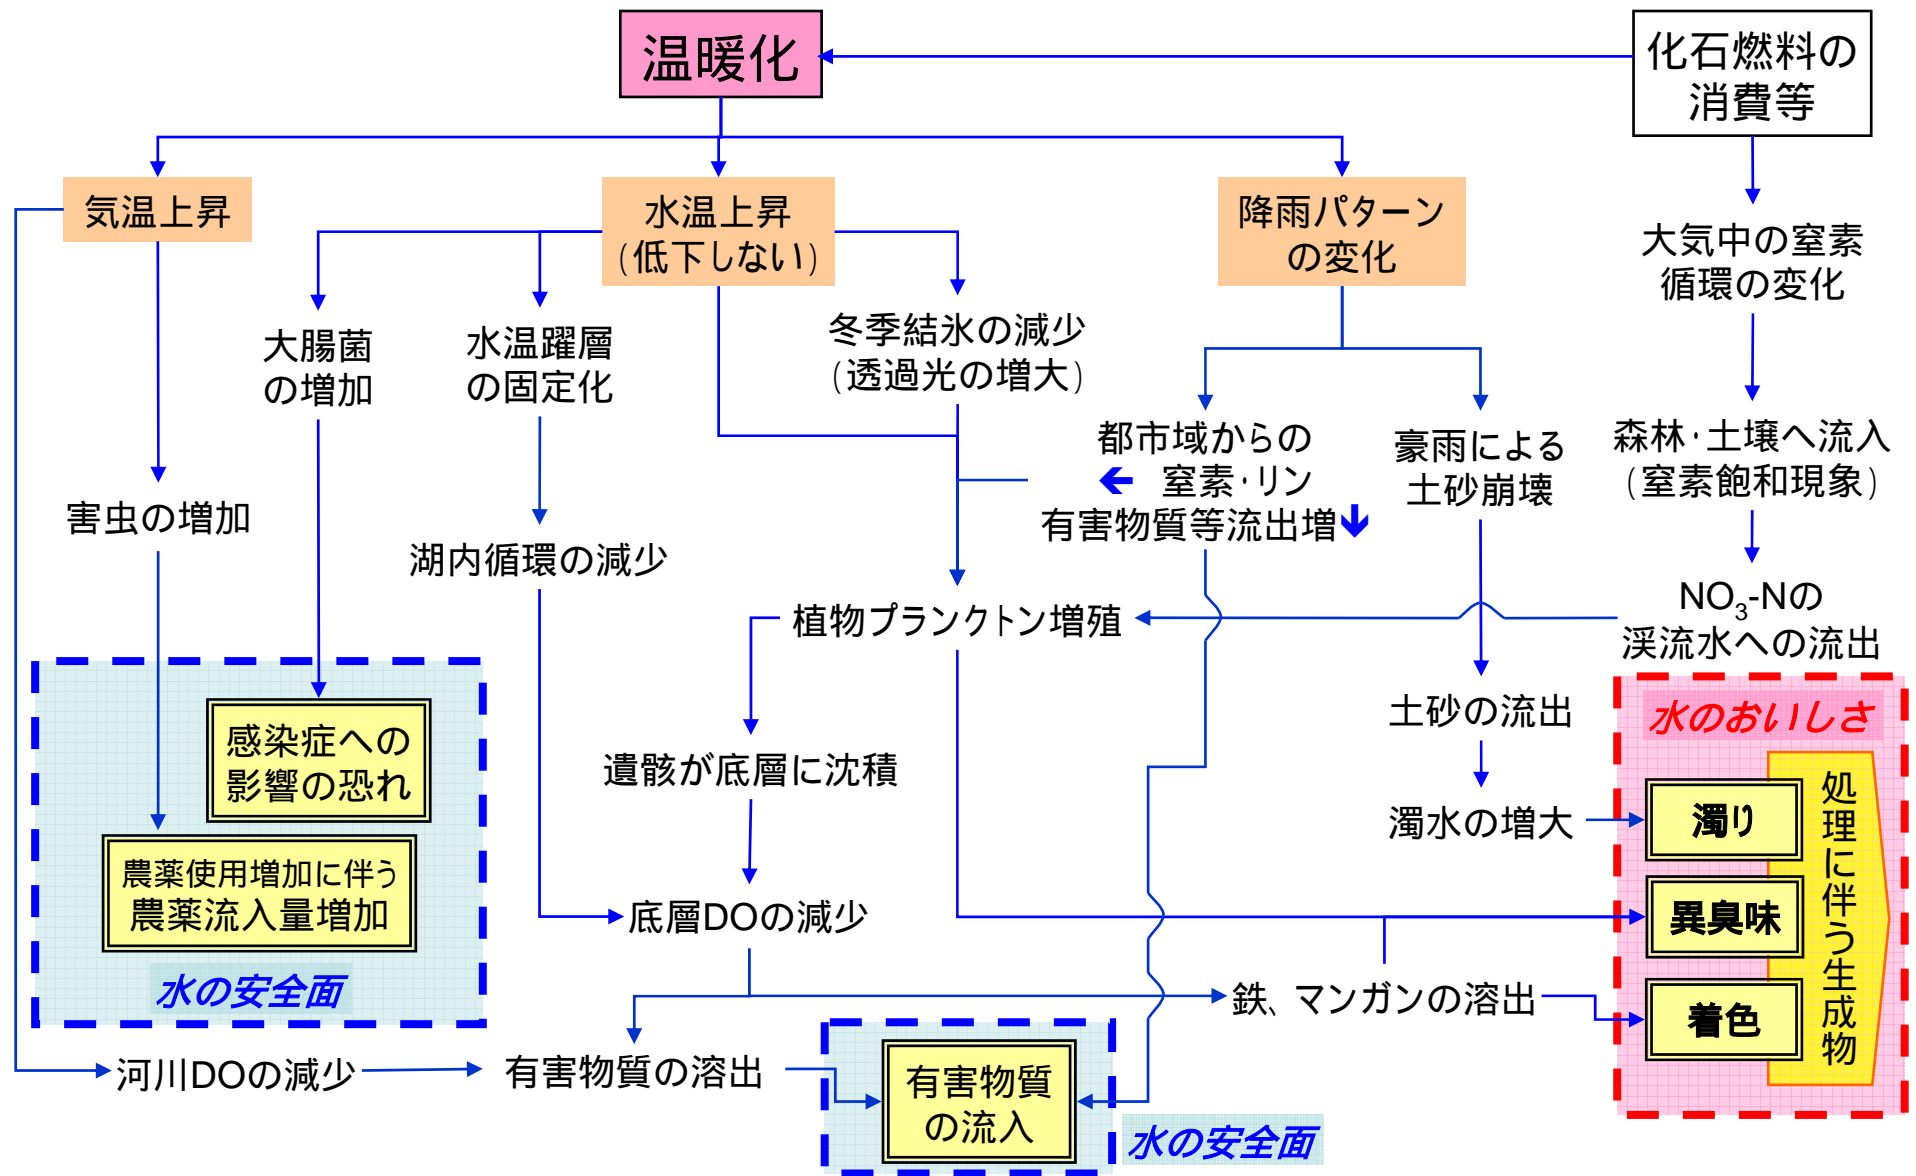 温暖化
化石燃料の
消費等
気温上昇
水温上昇
(低下しない)
降雨パターン
の変化
大気中の窒素
循環の変化
大腸菌
の増加
水温躍層
の固定化
冬季結氷の減少
(透過光の増大)
都市域からの
窒素・リン
有害物質等流出増
豪雨による
土砂崩壊
森林・土壌へ流入
(窒素飽和現象)
害虫の増加
湖内循環の減少
植物プランクトン増殖
NO3-Nの
渓流水への流出
感染症への
影響の恐れ
農薬使用増加に伴う
農薬流入量増加
水の安全面
遺骸が底層に沈積
土砂の流出
濁水の増大
水のおいしさ
濁り
異臭味
着色
処理に伴う生成物
底層DOの減少
鉄、マンガンの溶出
河川DOの減少
有害物質の溶出
有害物質
の流入
水の安全面